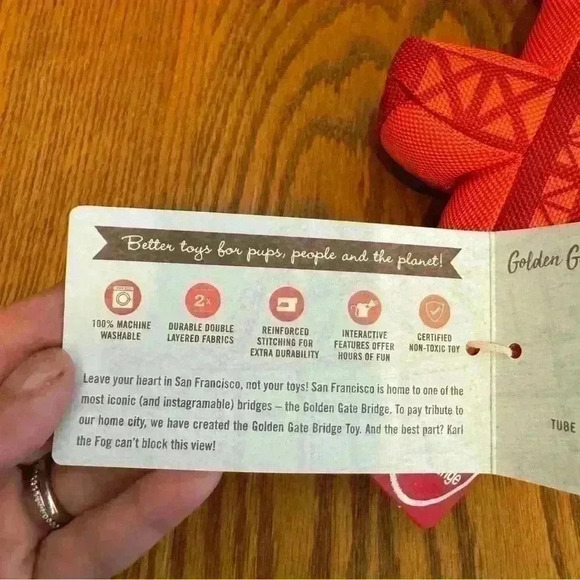 Better toys for pups, people and the planet!
2x
100% MACHINE
WASHABLE
DURABLE DOUBLE
LAYERED FABRICS
REINFORCED
STITCHING FOR
EXTRA DURABILITY
INTERACTIVE
FEATURES OFFER
HOURS OF FUN
CERTIFIED
NON-TOXIC TOY
Leave your heart in San Francisco, not your toys! San Francisco is home to one of the
most iconic (and instagramable) bridges – the Golden Gate Bridge. To pay tribute to
our home city, we have created the Golden Gate Bridge Toy. And the best part? Karl
the Fog can't block this view!
Golden G
TUBE
nge